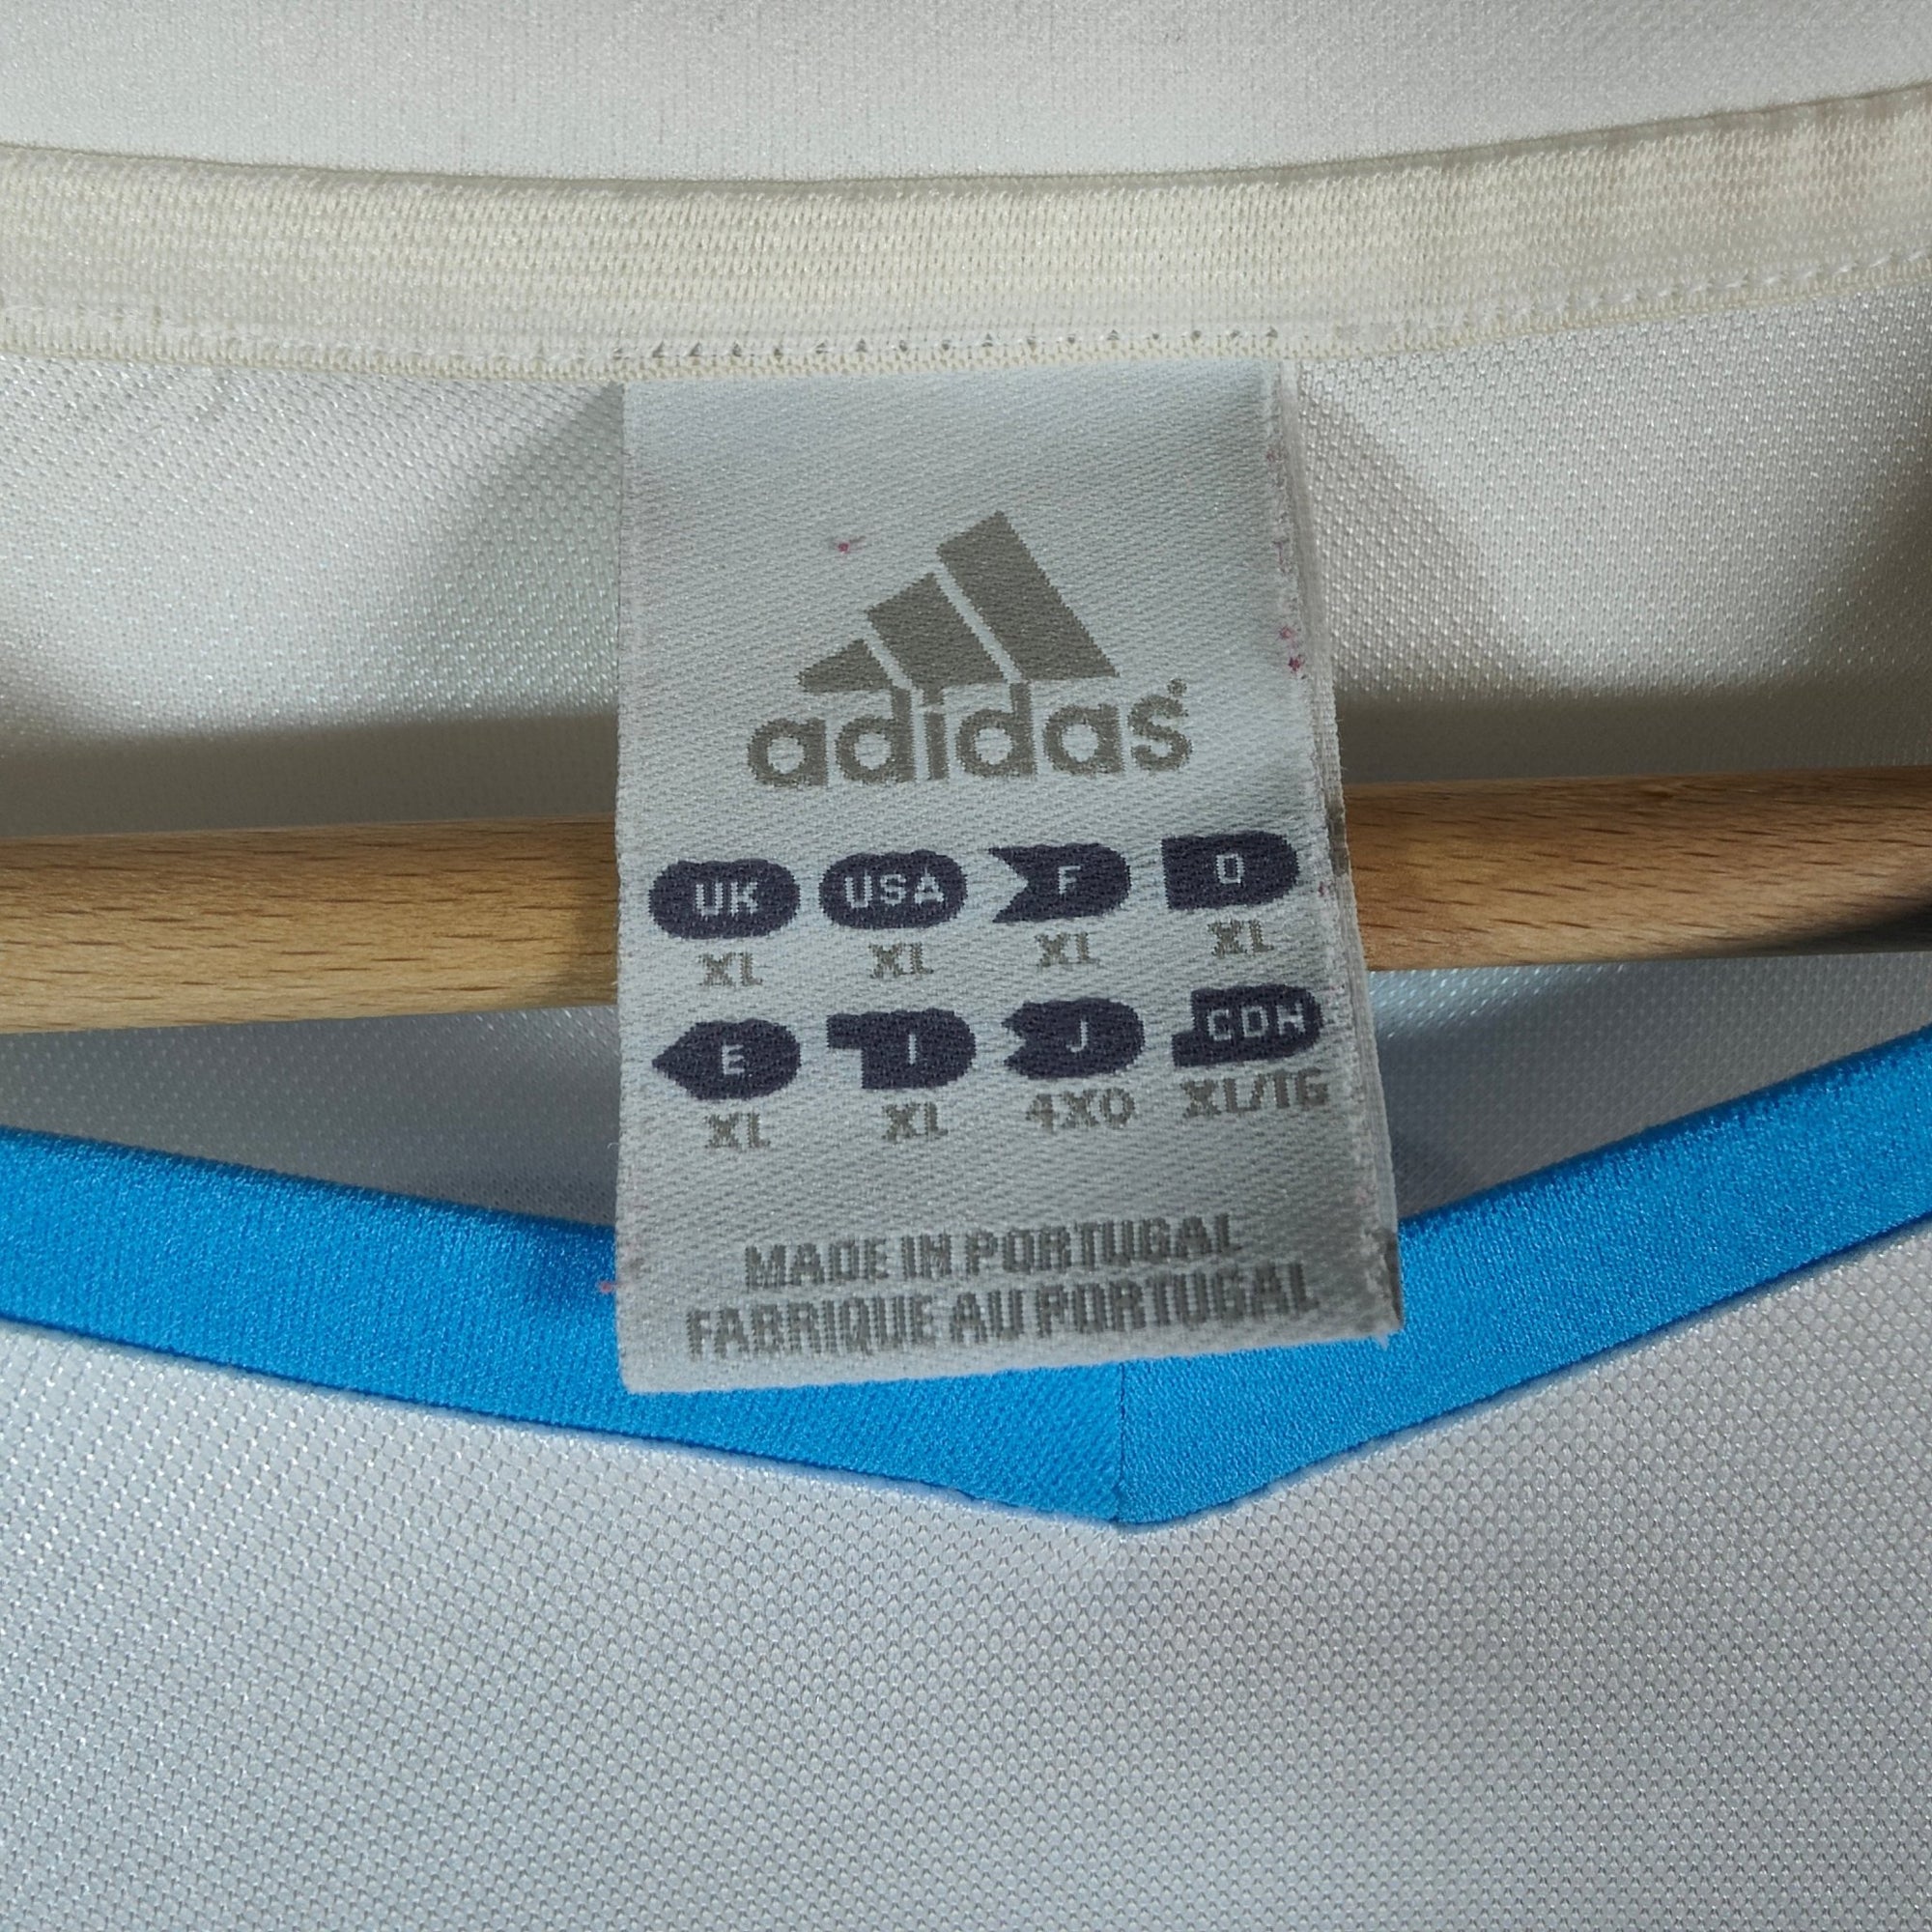 adidas
UK USA F D
XL XL XL XL
E I J CDN
XL XL 4XO XL/TG
MADE IN PORTUGAL
FABRIQUE AU PORTUGAL